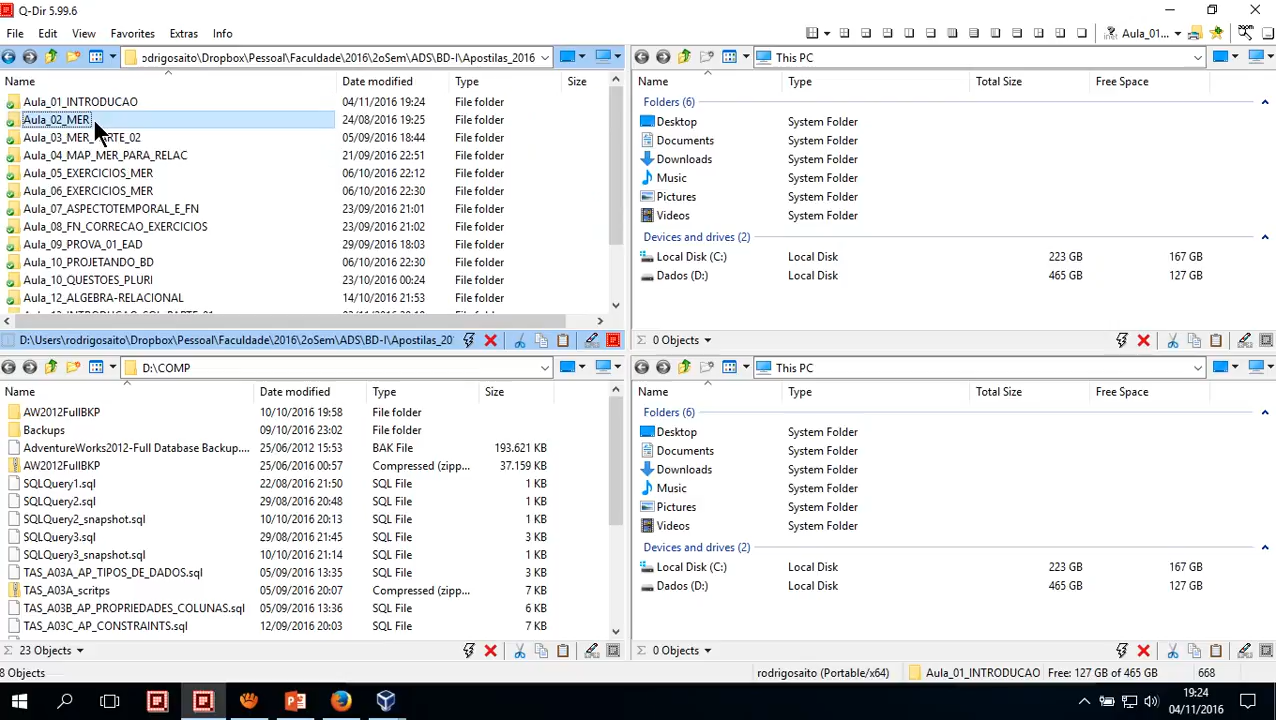 Q-Dir 5.99.6
File Edit View Favorites Extras Info
Aula_01...
rodrigosaito\Dropbox\Pessoal\Faculdade\2016\2oSem\ADS\BD-I\Apostilas_2016
Name Date modified Type Size
Aula_01_INTRODUCAO 04/11/2016 19:24 File folder
Aula_02_MER 24/08/2016 19:25 File folder
Aula_03_MER_PARTE_02 05/09/2016 18:44 File folder
Aula_04_MAP_MER_PARA_RELAC 21/09/2016 22:51 File folder
Aula_05_EXERCICIOS_MER 06/10/2016 22:12 File folder
Aula_06_EXERCICIOS_MER 06/10/2016 22:30 File folder
Aula_07_ASPECTOTEMPORAL_E_FN 23/09/2016 21:01 File folder
Aula_08_FN_CORRECAO_EXERCICIOS 23/09/2016 21:02 File folder
Aula_09_PROVA_01_EAD 29/09/2016 18:03 File folder
Aula_10_PROJETANDO_BD 06/10/2016 22:30 File folder
Aula_10_QUESTOES_PLURI 23/10/2016 00:24 File folder
Aula_12_ALGEBRA-RELACIONAL 14/10/2016 21:53 File folder
D:\Users\rodrigosaito\Dropbox\Pessoal\Faculdade\2016\2oSem\ADS\BD-I\Apostilas_20
This PC
Name Type Total Size Free Space
Folders (6)
Desktop System Folder
Documents System Folder
Downloads System Folder
Music System Folder
Pictures System Folder
Videos System Folder
Devices and drives (2)
Local Disk (C:) Local Disk 223 GB 167 GB
Dados (D:) Local Disk 465 GB 127 GB
0 Objects
D:\COMP
Name Date modified Type Size
AW2012FullBKP 10/10/2016 19:58 File folder
Backups 09/10/2016 23:02 File folder
AdventureWorks2012-Full Database Backup.... 25/06/2012 15:53 BAK File 193.621 KB
AW2012FullBKP 25/06/2016 00:57 Compressed (zipp... 37.159 KB
SQLQuery1.sql 22/08/2016 21:50 SQL File 1 KB
SQLQuery2.sql 29/08/2016 20:48 SQL File 1 KB
SQLQuery2_snapshot.sql 10/10/2016 20:13 SQL File 1 KB
SQLQuery3.sql 29/08/2016 21:45 SQL File 3 KB
SQLQuery3_snapshot.sql 10/10/2016 21:14 SQL File 1 KB
TAS_A03A_AP_TIPOS_DE_DADOS.sql 05/09/2016 13:35 SQL File 3 KB
TAS_A03A_scritps 05/09/2016 20:07 Compressed (zipp... 7 KB
TAS_A03B_AP_PROPRIEDADES_COLUNAS.sql 05/09/2016 13:36 SQL File 6 KB
TAS_A03C_AP_CONSTRAINTS.sql 12/09/2016 20:03 SQL File 7 KB
23 Objects
This PC
Name Type Total Size Free Space
Folders (6)
Desktop System Folder
Documents System Folder
Downloads System Folder
Music System Folder
Pictures System Folder
Videos System Folder
Devices and drives (2)
Local Disk (C:) Local Disk 223 GB 167 GB
Dados (D:) Local Disk 465 GB 127 GB
0 Objects
8 Objects rodrigosaito (Portable/x64) Aula_01_INTRODUCAO Free: 127 GB of 465 GB 668
19:24
04/11/2016